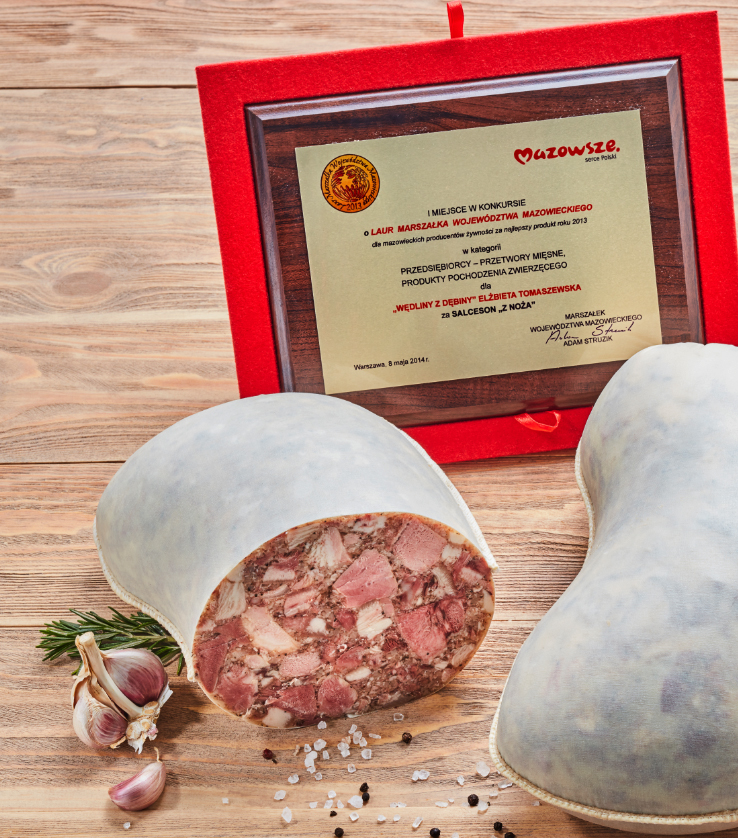 Laur Marszałka Województwa Mazowieckiego 2013
mazowsze.
serce Polski
I MIEJSCE W KONKURSIE
o LAUR MARSZAŁKA WOJEWÓDZTWA MAZOWIECKIEGO
dla mazowieckich producentów żywności za najlepszy produkt roku 2013
w kategorii
PRZEDSIĘBIORCY – PRZETWORY MIĘSNE,
PRODUKTY POCHODZENIA ZWIERZĘCEGO
dla
„WĘDLINY Z DĘBINY" ELŻBIETA TOMASZEWSKA
za SALCESON „Z NOŻA"
MARSZAŁEK
WOJEWÓDZTWA MAZOWIECKIEGO
Adam Struzik
ADAM STRUZIK
Warszawa, 8 maja 2014 r.